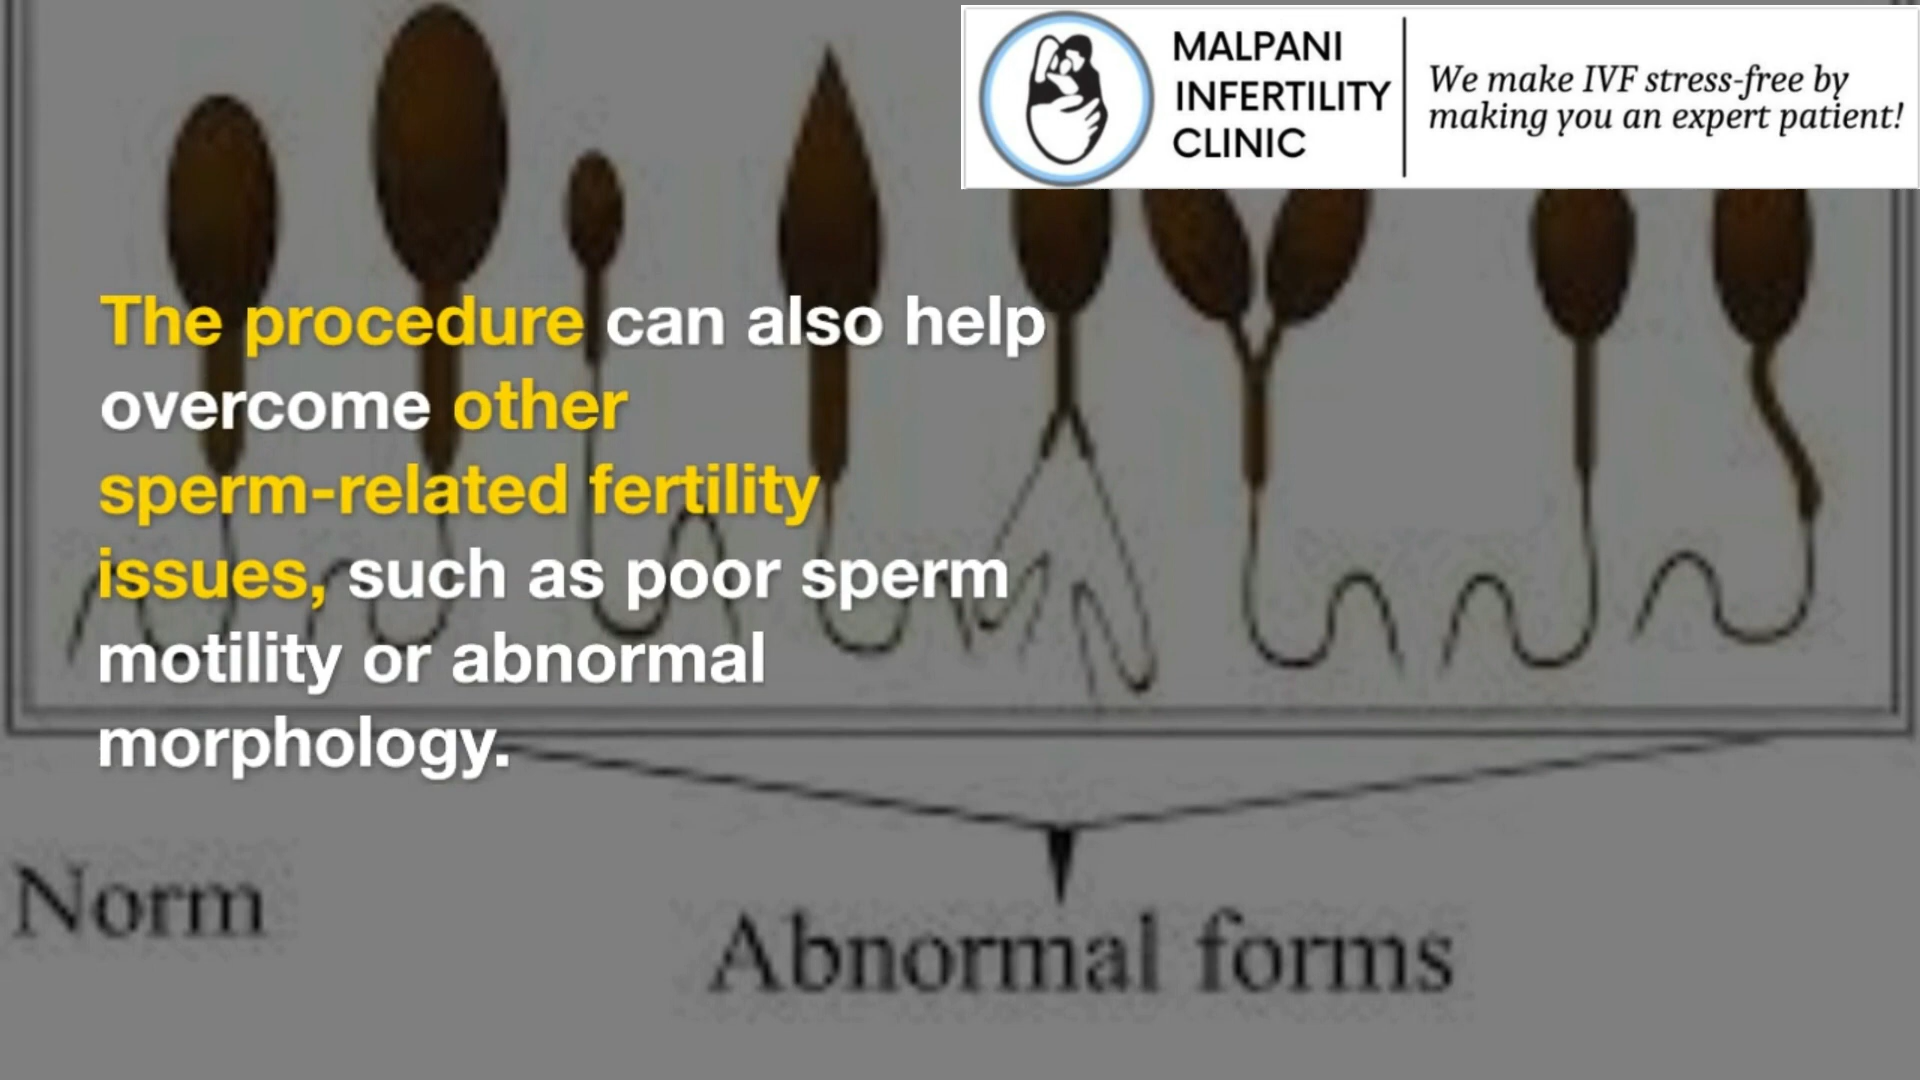 MALPANI
INFERTILITY
CLINIC
We make IVF stress-free by
making you an expert patient!
The procedure can also help
overcome other
sperm-related fertility
issues, such as poor sperm
motility or abnormal
morphology.
Norm
Abnormal forms